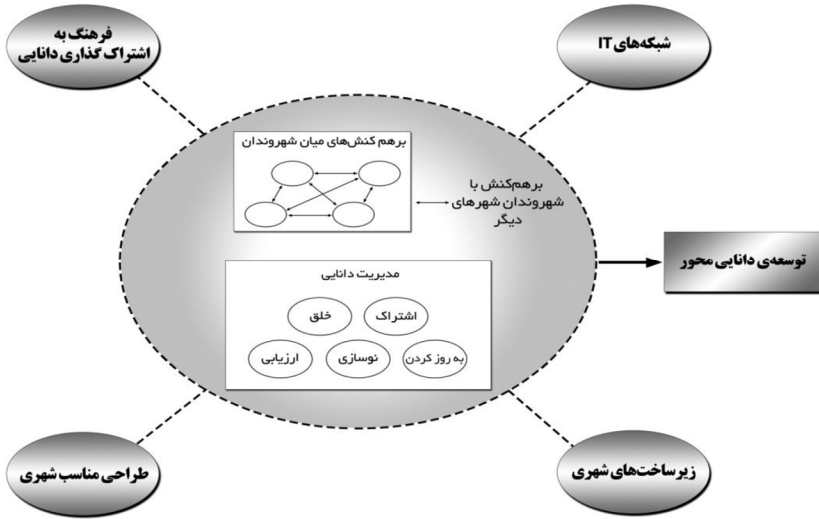 فرهنگ به
اشتراک گذاری دانایی
شبکه‌های IT
برهم کنش‌های میان شهروندان
برهم‌کنش با
شهروندان شهرهای
دیگر
توسعه‌ی دانایی محور
مدیریت دانایی
اشتراک
خلق
به روز کردن
نوسازی
ارزیابی
طراحی مناسب شهری
زیرساخت‌های شهری